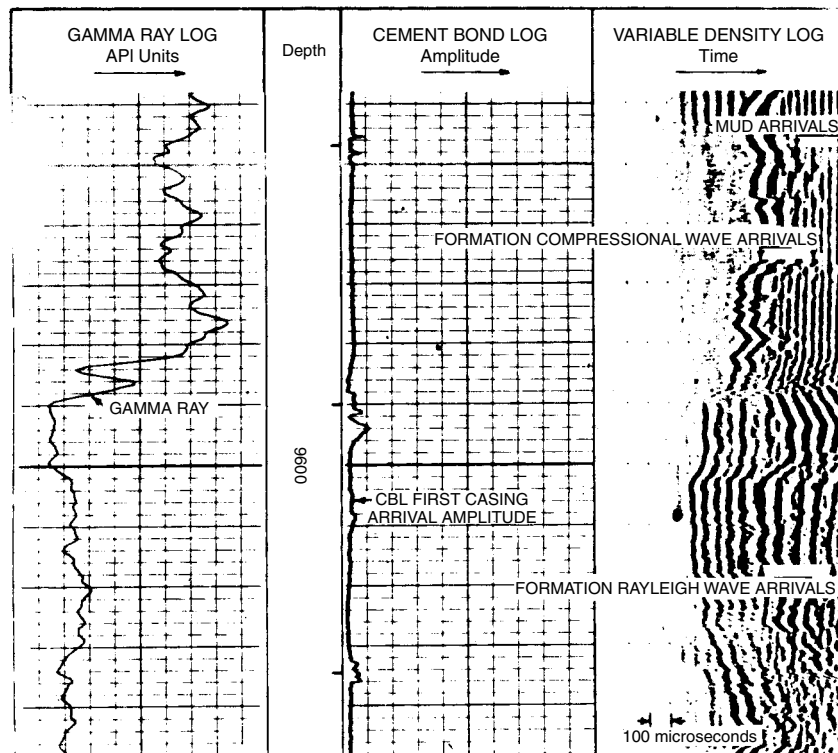 GAMMA RAY LOG
API Units
Depth
CEMENT BOND LOG
Amplitude
VARIABLE DENSITY LOG
Time
MUD ARRIVALS
FORMATION COMPRESSIONAL WAVE ARRIVALS
GAMMA RAY
9600
CBL FIRST CASING
ARRIVAL AMPLITUDE
FORMATION RAYLEIGH WAVE ARRIVALS
100 microseconds